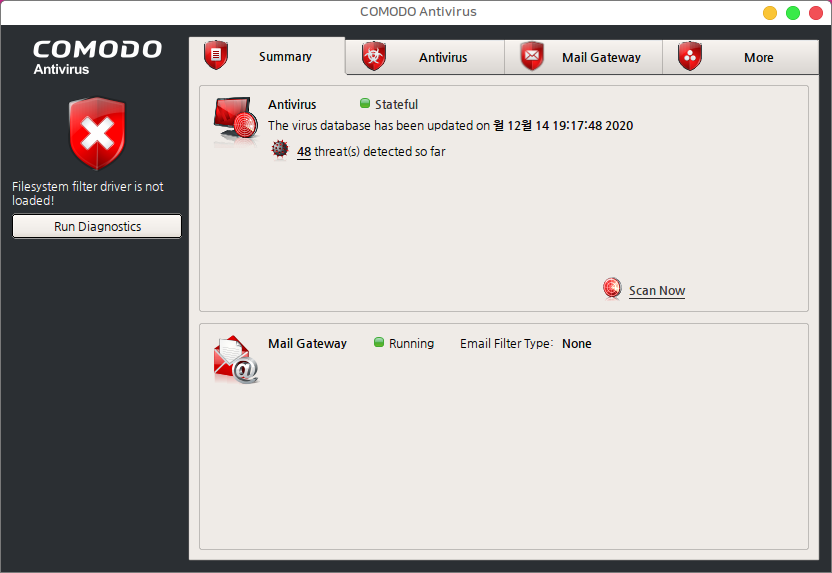 COMODO Antivirus
COMODO
Antivirus
Summary
Antivirus
Mail Gateway
More
Filesystem filter driver is not
loaded!
Run Diagnostics
Antivirus Stateful
The virus database has been updated on 월 12월 14 19:17:48 2020
48 threat(s) detected so far
Scan Now
Mail Gateway Running Email Filter Type: None